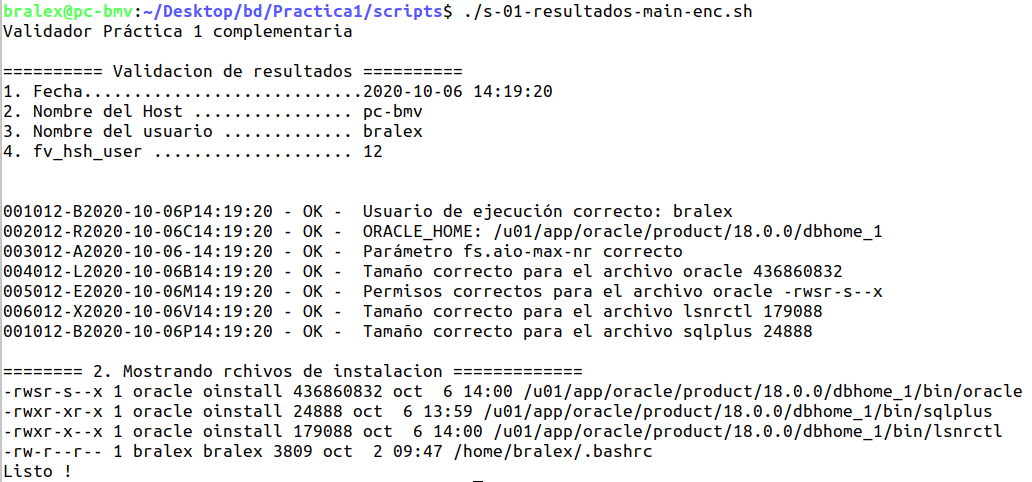 bralex@pc-bmv:~/Desktop/bd/Practica1/scripts$ ./s-01-resultados-main-enc.sh
Validador Práctica 1 complementaria
========== Validacion de resultados ==========
1. Fecha............................2020-10-06 14:19:20
2. Nombre del Host ................ pc-bmv
3. Nombre del usuario ............. bralex
4. fv_hsh_user .................... 12
001012-B2020-10-06P14:19:20 - OK -  Usuario de ejecución correcto: bralex
002012-R2020-10-06C14:19:20 - OK -  ORACLE_HOME: /u01/app/oracle/product/18.0.0/dbhome_1
003012-A2020-10-06-14:19:20 - OK -  Parámetro fs.aio-max-nr correcto
004012-L2020-10-06B14:19:20 - OK -  Tamaño correcto para el archivo oracle 436860832
005012-E2020-10-06M14:19:20 - OK -  Permisos correctos para el archivo oracle -rwsr-s--x
006012-X2020-10-06V14:19:20 - OK -  Tamaño correcto para el archivo lsnrctl 179088
001012-B2020-10-06P14:19:20 - OK -  Tamaño correcto para el archivo sqlplus 24888
======== 2. Mostrando rchivos de instalacion =============
-rwsr-s--x 1 oracle oinstall 436860832 oct  6 14:00 /u01/app/oracle/product/18.0.0/dbhome_1/bin/oracle
-rwxr-xr-x 1 oracle oinstall 24888 oct  6 13:59 /u01/app/oracle/product/18.0.0/dbhome_1/bin/sqlplus
-rwxr-x--x 1 oracle oinstall 179088 oct  6 14:00 /u01/app/oracle/product/18.0.0/dbhome_1/bin/lsnrctl
-rw-r--r-- 1 bralex bralex 3809 oct  2 09:47 /home/bralex/.bashrc
Listo !